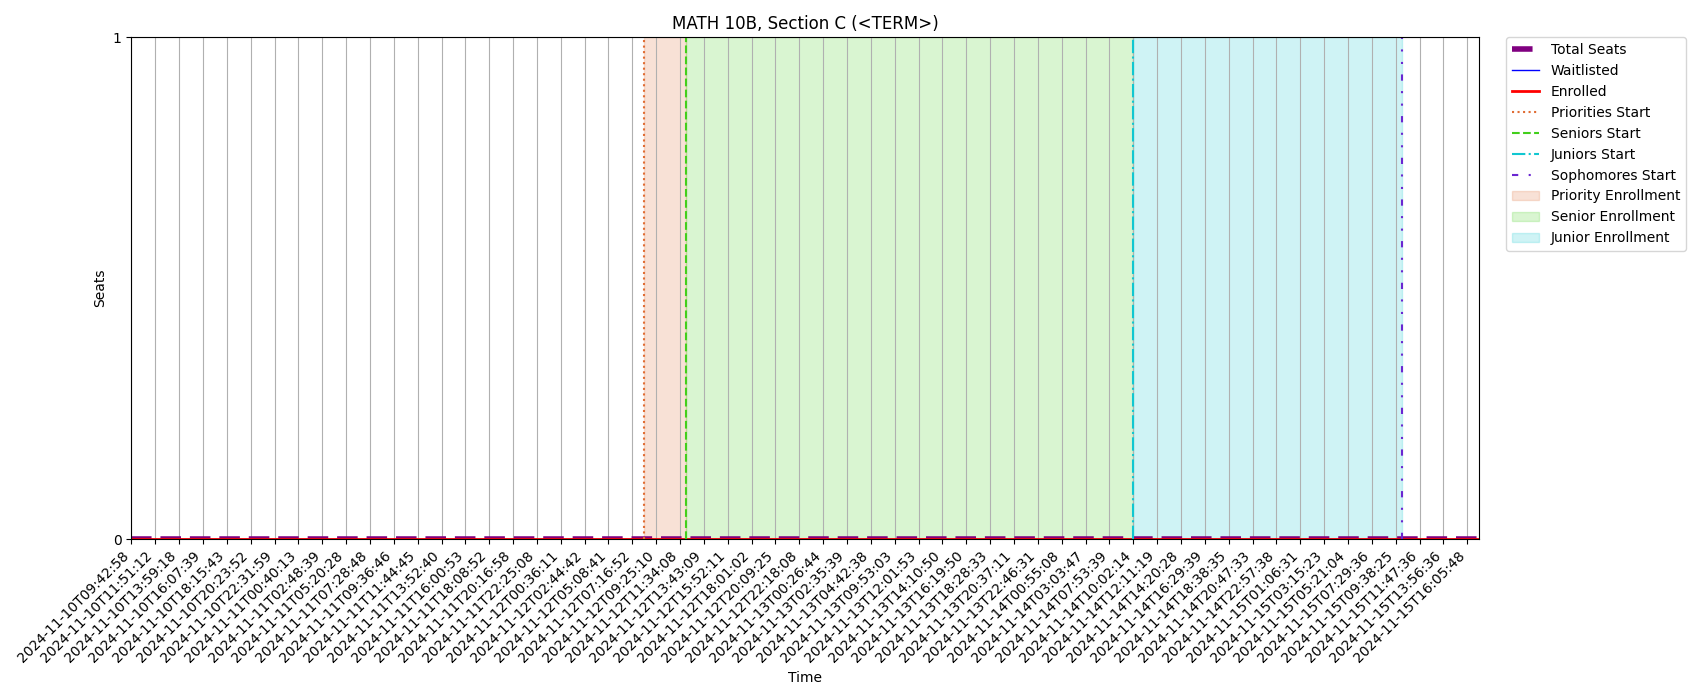 MATH 10B, Section C (<TERM>)
1
0
Seats
Total Seats
Waitlisted
Enrolled
Priorities Start
Seniors Start
Juniors Start
Sophomores Start
Priority Enrollment
Senior Enrollment
Junior Enrollment
2024-11-10T09:42:58
2024-11-10T11:51:12
2024-11-10T13:59:18
2024-11-10T16:07:39
2024-11-10T18:15:43
2024-11-10T20:23:52
2024-11-10T22:31:59
2024-11-11T00:40:13
2024-11-11T02:48:39
2024-11-11T05:20:28
2024-11-11T07:28:48
2024-11-11T09:36:46
2024-11-11T11:44:45
2024-11-11T13:52:40
2024-11-11T16:00:53
2024-11-11T18:08:52
2024-11-11T20:16:58
2024-11-11T22:25:08
2024-11-12T00:36:11
2024-11-12T02:44:42
2024-11-12T05:08:41
2024-11-12T07:16:52
2024-11-12T09:25:10
2024-11-12T11:34:08
2024-11-12T13:43:09
2024-11-12T15:52:11
2024-11-12T18:01:02
2024-11-12T20:09:25
2024-11-12T22:18:08
2024-11-13T00:26:44
2024-11-13T02:35:39
2024-11-13T04:42:38
2024-11-13T09:53:03
2024-11-13T12:01:53
2024-11-13T14:10:50
2024-11-13T16:19:50
2024-11-13T18:28:33
2024-11-13T20:37:11
2024-11-13T22:46:31
2024-11-14T00:55:08
2024-11-14T03:03:47
2024-11-14T07:53:39
2024-11-14T10:02:14
2024-11-14T12:11:19
2024-11-14T14:20:28
2024-11-14T16:29:39
2024-11-14T18:38:35
2024-11-14T20:47:33
2024-11-14T22:57:38
2024-11-15T01:06:31
2024-11-15T03:15:23
2024-11-15T05:21:04
2024-11-15T07:29:36
2024-11-15T09:38:25
2024-11-15T11:47:36
2024-11-15T13:56:36
2024-11-15T16:05:48
Time